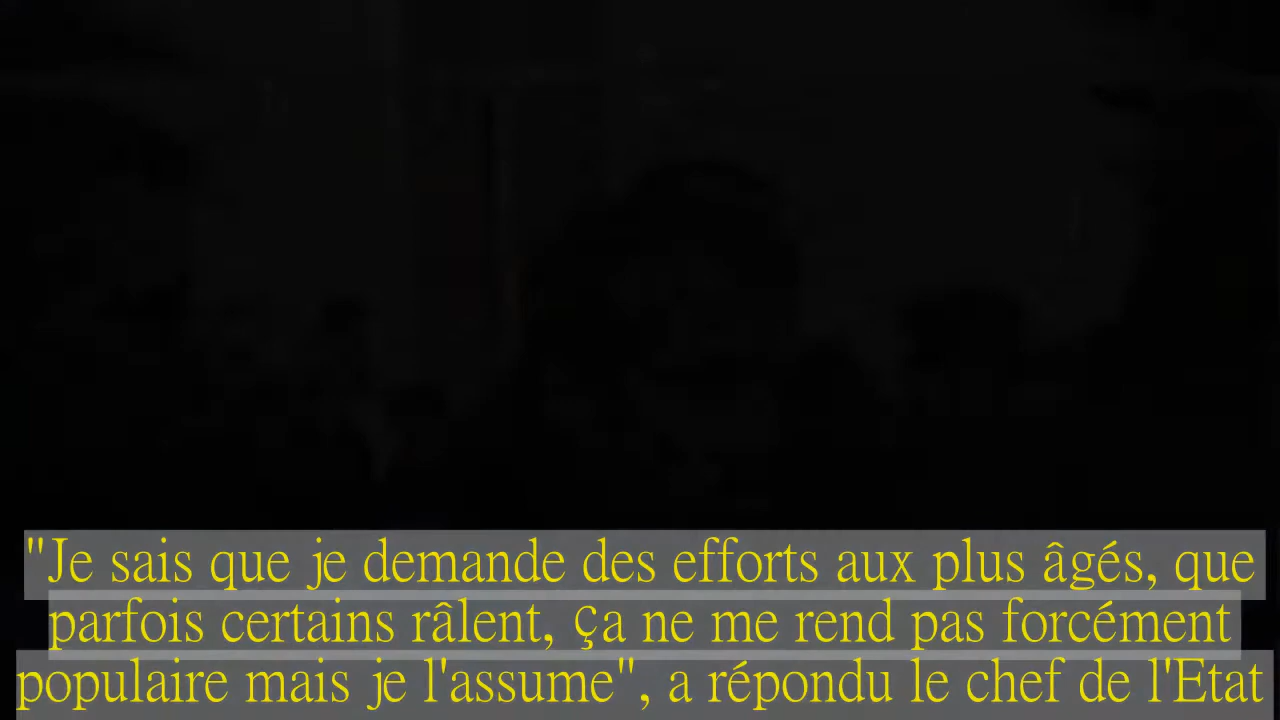 "Je sais que je demande des efforts aux plus âgés, que
parfois certains râlent, ça ne me rend pas forcément
populaire mais je l'assume", a répondu le chef de l'Etat